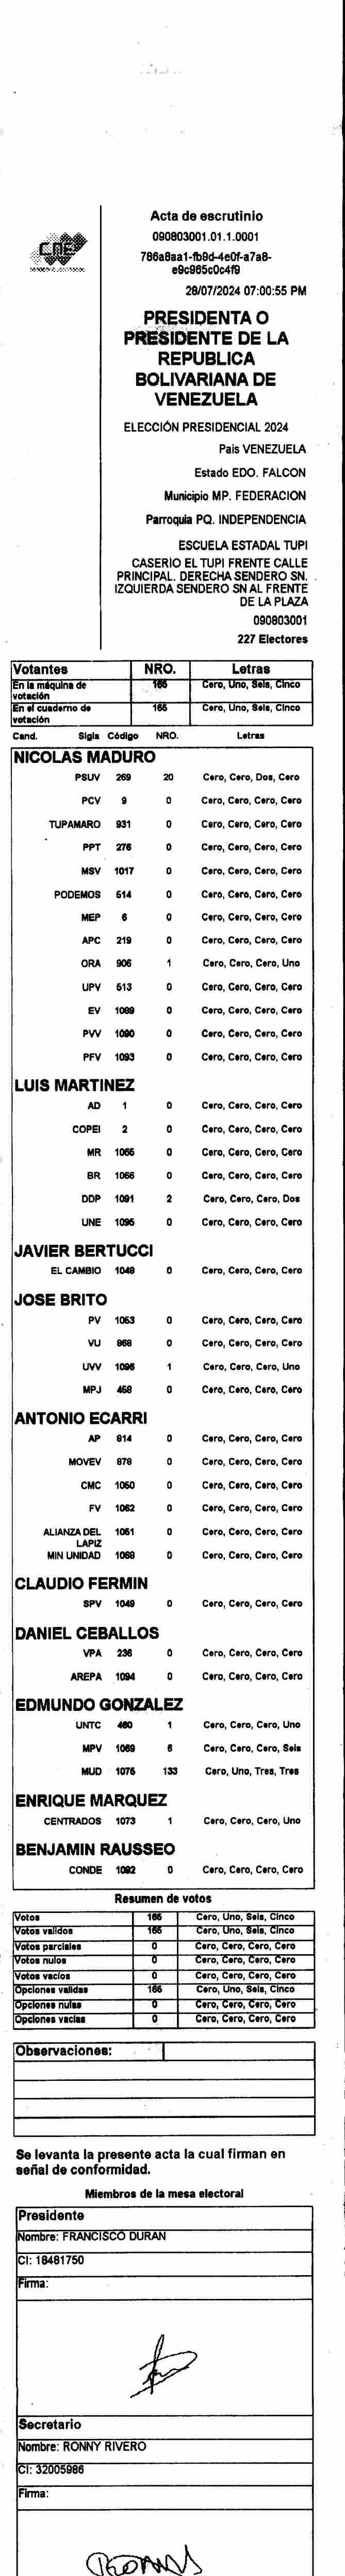 CNE
Acta de escrutinio
090803001.01.1.0001
786a8aa1-fb9d-4e0f-a7a8-
e9c965c0c4f9
28/07/2024 07:00:55 PM
PRESIDENTA O
PRESIDENTE DE LA
REPUBLICA
BOLIVARIANA DE
VENEZUELA
ELECCIÓN PRESIDENCIAL 2024
Pais VENEZUELA
Estado EDO. FALCON
Municipio MP. FEDERACION
Parroquia PQ. INDEPENDENCIA
ESCUELA ESTADAL TUPI
CASERIO EL TUPI FRENTE CALLE
PRINCIPAL. DERECHA SENDERO SN.
IZQUIERDA SENDERO SN AL FRENTE
DE LA PLAZA
090803001
227 Electores
Votantes NRO. Letras
En la máquina de votación 165 Cero, Uno, Seis, Cinco
En el cuaderno de votación 165 Cero, Uno, Seis, Cinco
Cand. Sigla Código NRO. Letras
NICOLAS MADURO
PSUV 269 20 Cero, Cero, Dos, Cero
PCV 9 0 Cero, Cero, Cero, Cero
TUPAMARO 931 0 Cero, Cero, Cero, Cero
PPT 276 0 Cero, Cero, Cero, Cero
MSV 1017 0 Cero, Cero, Cero, Cero
PODEMOS 514 0 Cero, Cero, Cero, Cero
MEP 6 0 Cero, Cero, Cero, Cero
APC 219 0 Cero, Cero, Cero, Cero
ORA 906 1 Cero, Cero, Cero, Uno
UPV 513 0 Cero, Cero, Cero, Cero
EV 1089 0 Cero, Cero, Cero, Cero
PVV 1090 0 Cero, Cero, Cero, Cero
PFV 1093 0 Cero, Cero, Cero, Cero
LUIS MARTINEZ
AD 1 0 Cero, Cero, Cero, Cero
COPEI 2 0 Cero, Cero, Cero, Cero
MR 1055 0 Cero, Cero, Cero, Cero
BR 1066 0 Cero, Cero, Cero, Cero
DDP 1091 2 Cero, Cero, Cero, Dos
UNE 1095 0 Cero, Cero, Cero, Cero
JAVIER BERTUCCI
EL CAMBIO 1048 0 Cero, Cero, Cero, Cero
JOSE BRITO
PV 1053 0 Cero, Cero, Cero, Cero
VU 868 0 Cero, Cero, Cero, Cero
UVV 1096 1 Cero, Cero, Cero, Uno
MPJ 458 0 Cero, Cero, Cero, Cero
ANTONIO ECARRI
AP 814 0 Cero, Cero, Cero, Cero
MOVEV 878 0 Cero, Cero, Cero, Cero
CMC 1050 0 Cero, Cero, Cero, Cero
FV 1062 0 Cero, Cero, Cero, Cero
ALIANZA DEL 1051 0 Cero, Cero, Cero, Cero
LAPIZ
MIN UNIDAD 1068 0 Cero, Cero, Cero, Cero
CLAUDIO FERMIN
SPV 1049 0 Cero, Cero, Cero, Cero
DANIEL CEBALLOS
VPA 236 0 Cero, Cero, Cero, Cero
AREPA 1094 0 Cero, Cero, Cero, Cero
EDMUNDO GONZALEZ
UNTC 460 1 Cero, Cero, Cero, Uno
MPV 1069 6 Cero, Cero, Cero, Seis
MUD 1075 133 Cero, Uno, Tres, Tres
ENRIQUE MARQUEZ
CENTRADOS 1073 1 Cero, Cero, Cero, Uno
BENJAMIN RAUSSEO
CONDE 1092 0 Cero, Cero, Cero, Cero
Resumen de votos
Votos 165 Cero, Uno, Seis, Cinco
Votos validos 165 Cero, Uno, Seis, Cinco
Votos parciales 0 Cero, Cero, Cero, Cero
Votos nulos 0 Cero, Cero, Cero, Cero
Votos vacios 0 Cero, Cero, Cero, Cero
Opciones validas 165 Cero, Uno, Seis, Cinco
Opciones nulas 0 Cero, Cero, Cero, Cero
Opciones vacias 0 Cero, Cero, Cero, Cero
Observaciones:
Se levanta la presente acta la cual firman en
señal de conformidad.
Miembros de la mesa electoral
Presidente
Nombre: FRANCISCO DURAN
CI: 18481750
Firma:
Secretario
Nombre: RONNY RIVERO
CI: 32005986
Firma: